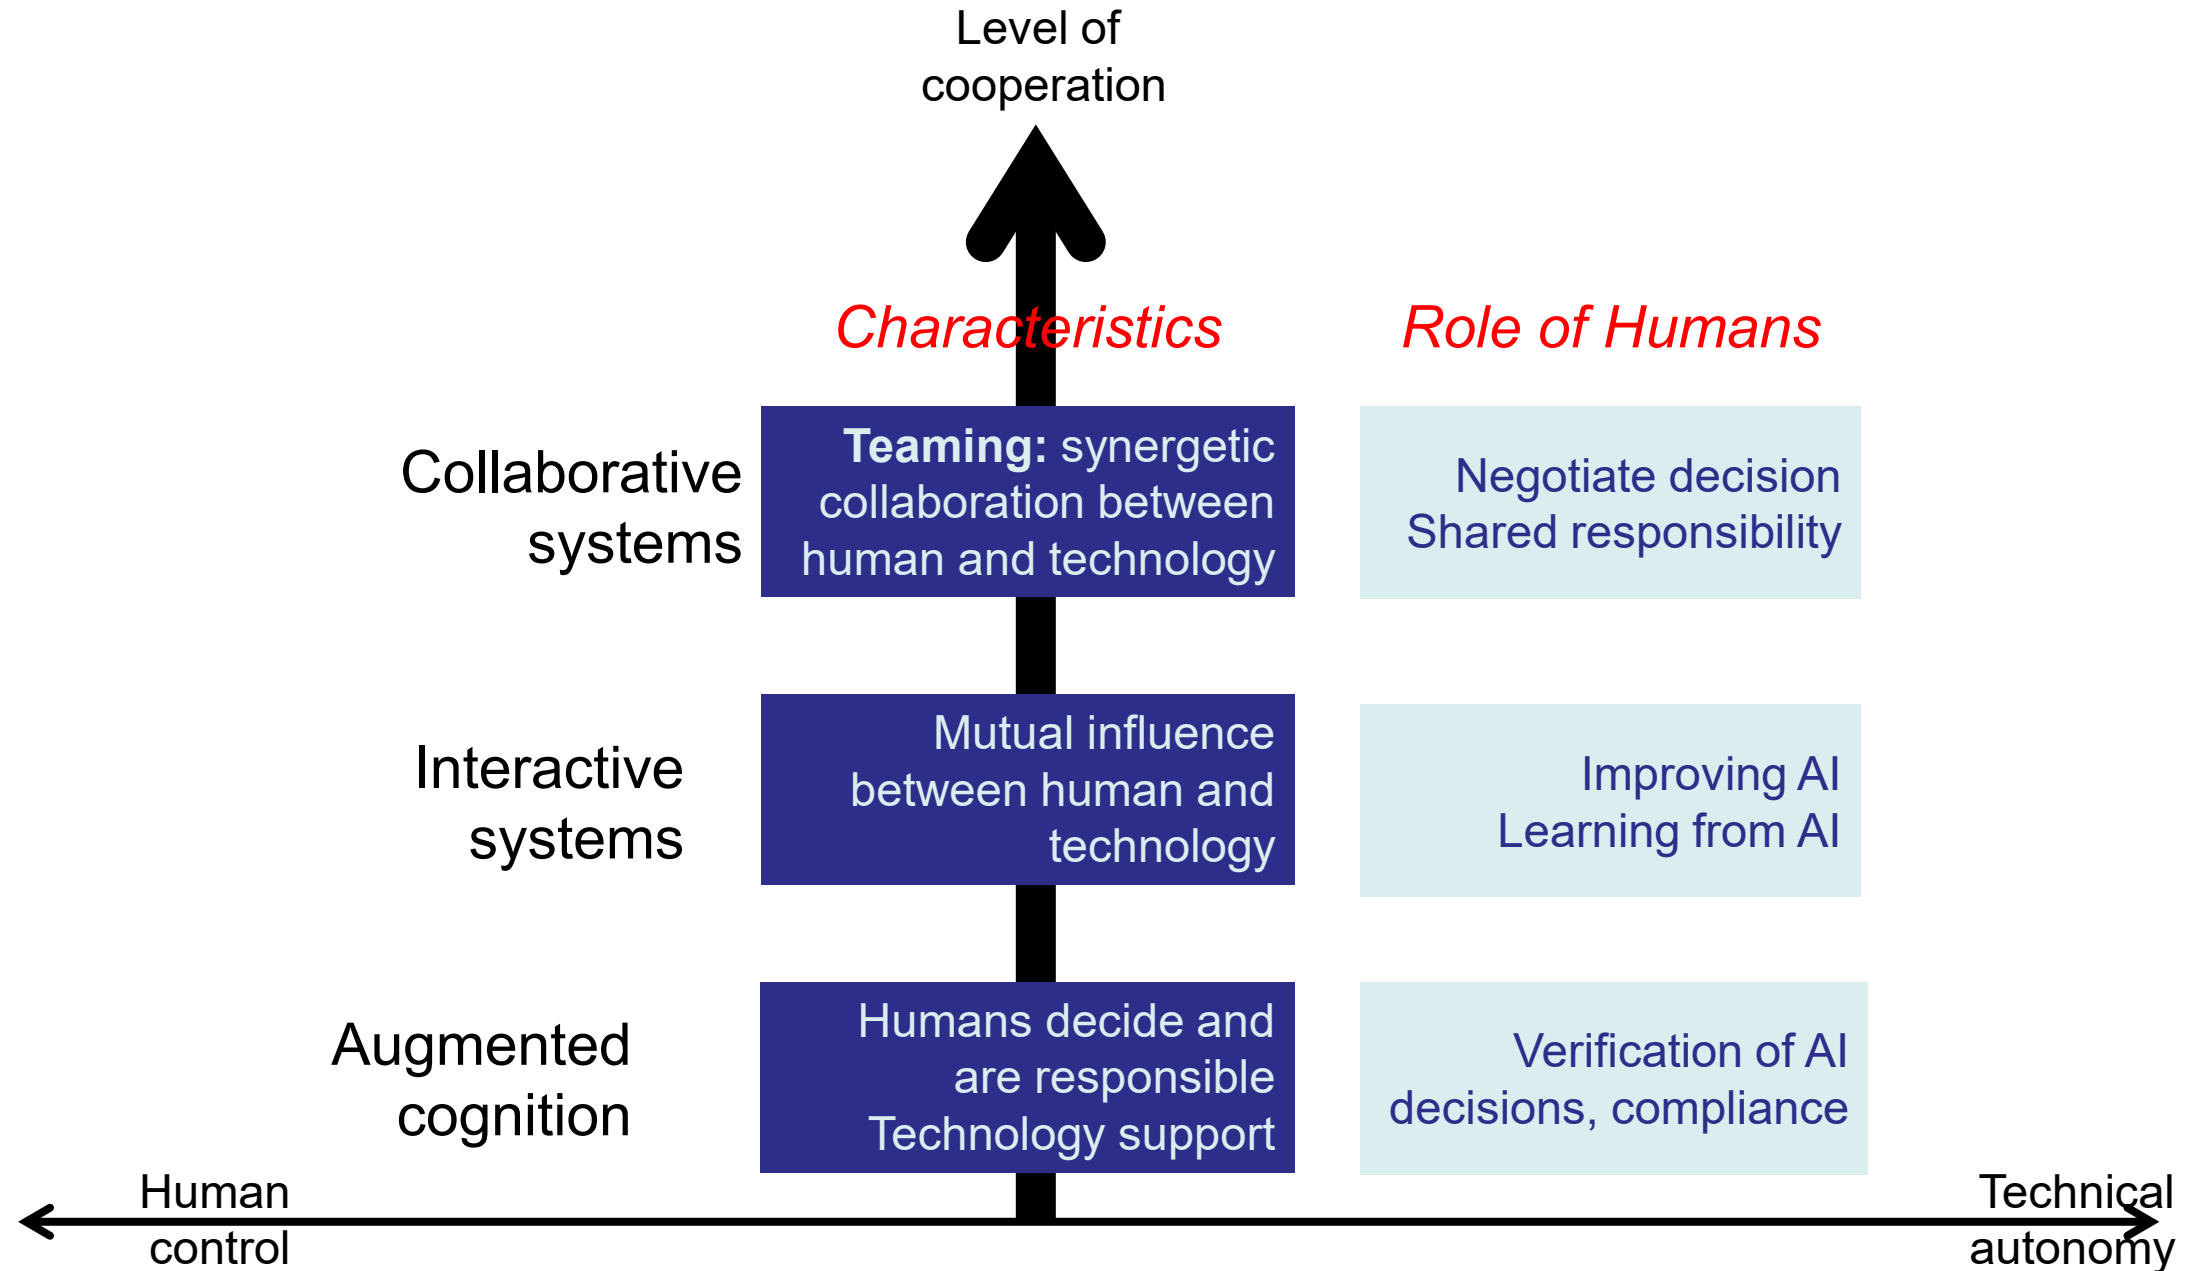 Level of
cooperation
Characteristics
Role of Humans
Collaborative
systems
Teaming: synergetic
collaboration between
human and technology
Negotiate decision
Shared responsibility
Interactive
systems
Mutual influence
between human and
technology
Improving AI
Learning from AI
Augmented
cognition
Humans decide and
are responsible
Technology support
Verification of AI
decisions, compliance
Human
control
Technical
autonomy